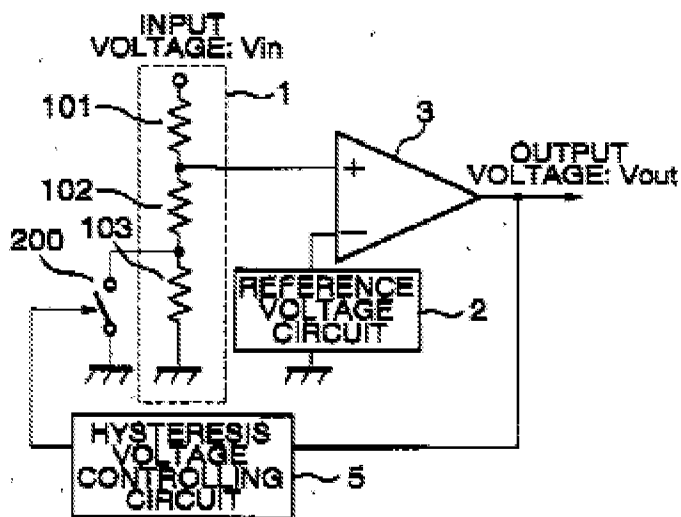 INPUT
VOLTAGE: Vin
101
1
3
102
OUTPUT
VOLTAGE: Vout
+
−
200
103
REFERENCE
VOLTAGE
CIRCUIT
2
HYSTERESIS
VOLTAGE
CONTROLLING
CIRCUIT
5